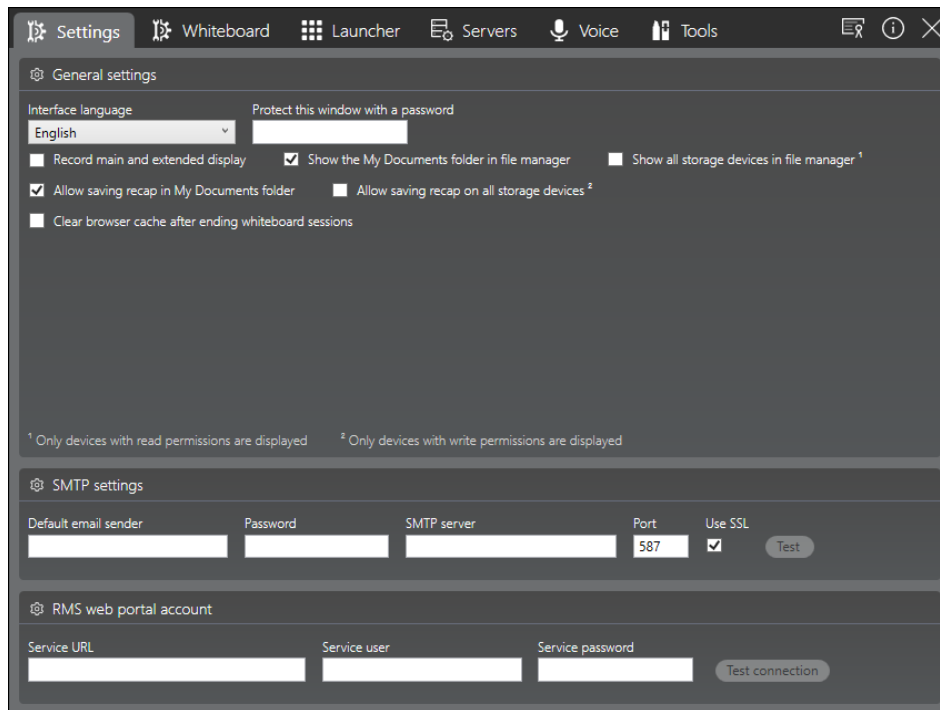 Settings Whiteboard Launcher Servers Voice Tools
General settings
Interface language Protect this window with a password
English
Record main and extended display Show the My Documents folder in file manager Show all storage devices in file manager ¹
Allow saving recap in My Documents folder Allow saving recap on all storage devices ²
Clear browser cache after ending whiteboard sessions
¹ Only devices with read permissions are displayed ² Only devices with write permissions are displayed
SMTP settings
Default email sender Password SMTP server Port Use SSL
587 Test
RMS web portal account
Service URL Service user Service password
Test connection